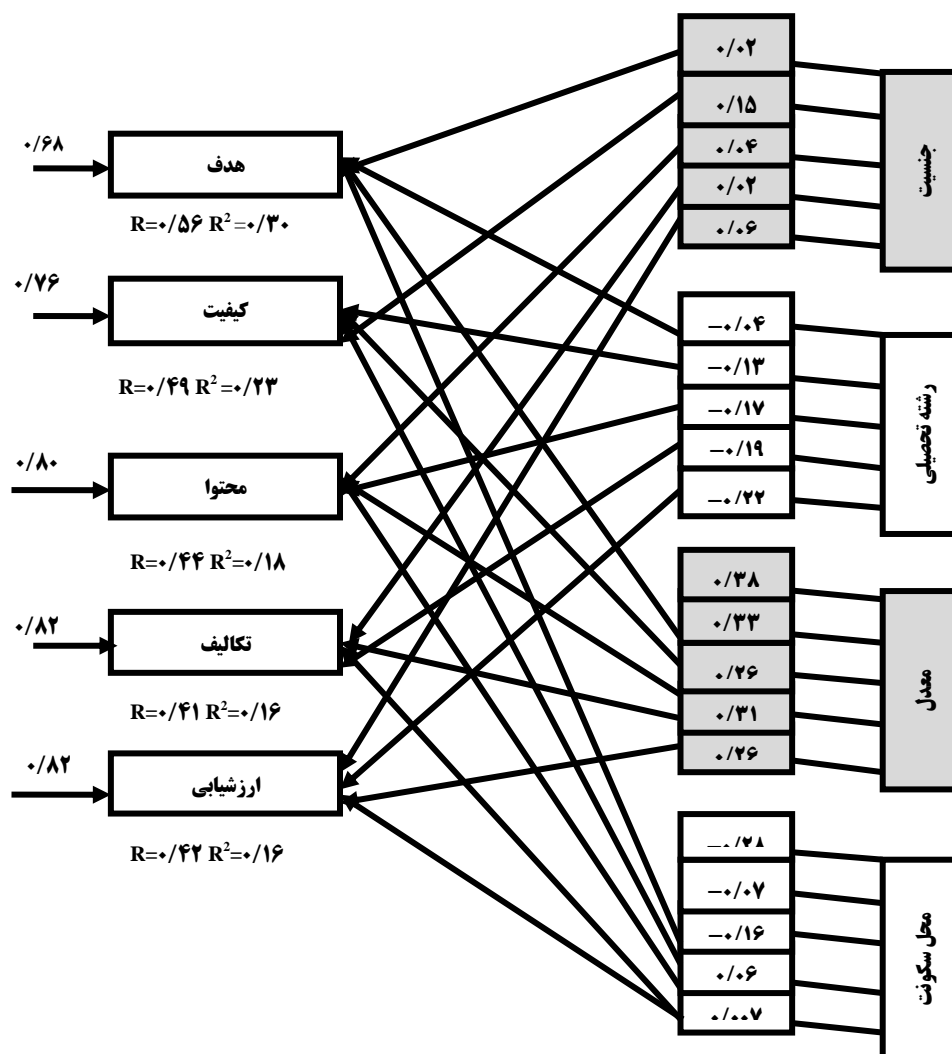 ۰/۰۲
۰/۱۵
۰/۰۴
۰/۰۲
۰/۰۶
جنسیت
−۰/۰۴
−۰/۱۳
−۰/۱۷
−۰/۱۹
−۰/۲۲
رشته تحصیلی
۰/۳۸
۰/۳۳
۰/۲۶
۰/۳۱
۰/۲۶
معدل
−۰/۲۸
−۰/۰۷
−۰/۱۶
۰/۰۶
۰/۰۰۷
محل سکونت
۰/۶۸
هدف
R=۰/۵۶ R²=۰/۳۰
۰/۷۶
کیفیت
R=۰/۴۹ R²=۰/۲۳
۰/۸۰
محتوا
R=۰/۴۴ R²=۰/۱۸
۰/۸۲
تکالیف
R=۰/۴۱ R²=۰/۱۶
۰/۸۲
ارزشیابی
R=۰/۴۲ R²=۰/۱۶